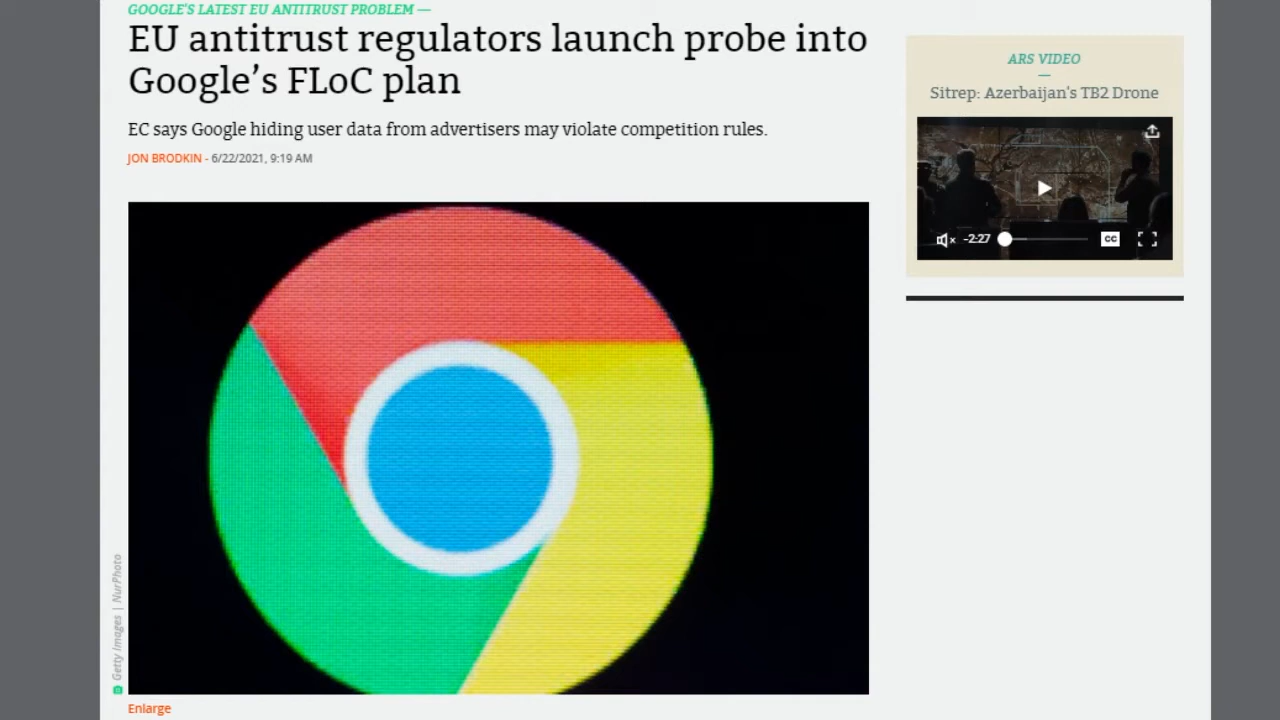 GOOGLE'S LATEST EU ANTITRUST PROBLEM —
EU antitrust regulators launch probe into
Google's FLoC plan
EC says Google hiding user data from advertisers may violate competition rules.
JON BRODKIN - 6/22/2021, 9:19 AM
Getty Images | NurPhoto
Enlarge
ARS VIDEO
Sitrep: Azerbaijan's TB2 Drone
-2:27
CC